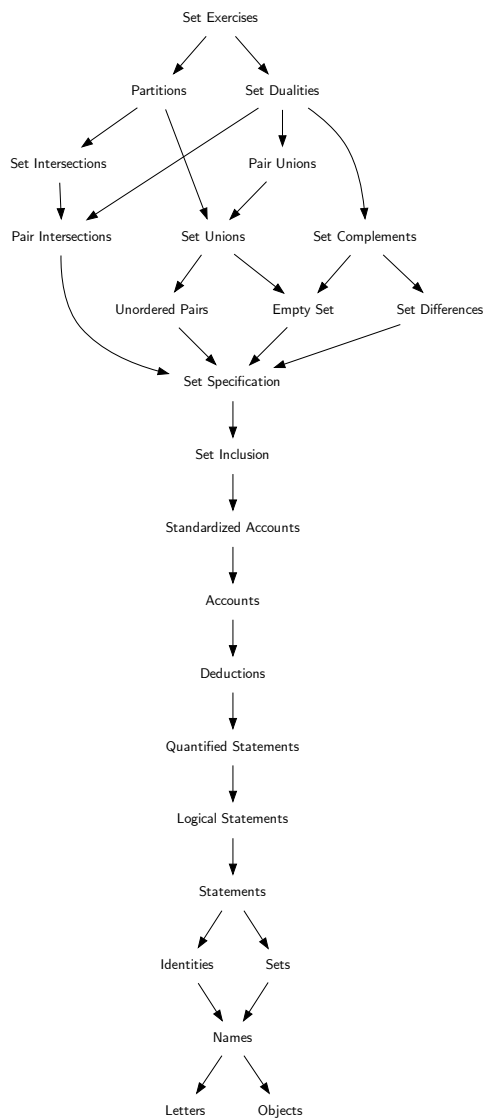 Set Exercises
Partitions
Set Dualities
Set Intersections
Pair Unions
Pair Intersections
Set Unions
Set Complements
Unordered Pairs
Empty Set
Set Differences
Set Specification
Set Inclusion
Standardized Accounts
Accounts
Deductions
Quantified Statements
Logical Statements
Statements
Identities
Sets
Names
Letters
Objects